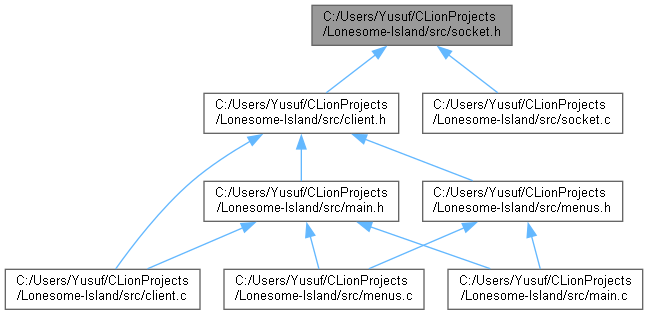 C:/Users/Yusuf/CLionProjects
/Lonesome-Island/src/socket.h
C:/Users/Yusuf/CLionProjects
/Lonesome-Island/src/client.h
C:/Users/Yusuf/CLionProjects
/Lonesome-Island/src/socket.c
C:/Users/Yusuf/CLionProjects
/Lonesome-Island/src/main.h
C:/Users/Yusuf/CLionProjects
/Lonesome-Island/src/menus.h
C:/Users/Yusuf/CLionProjects
/Lonesome-Island/src/client.c
C:/Users/Yusuf/CLionProjects
/Lonesome-Island/src/menus.c
C:/Users/Yusuf/CLionProjects
/Lonesome-Island/src/main.c